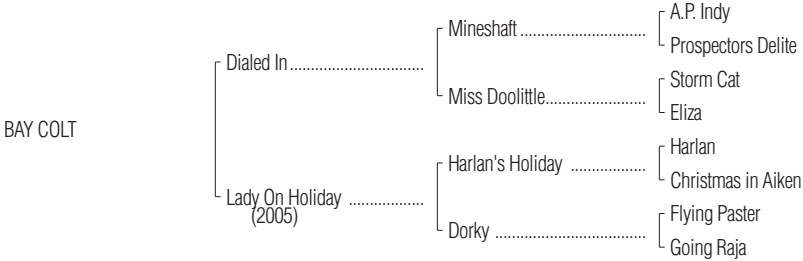 A.P. Indy
Mineshaft ..............................
Prospectors Delite
Dialed In ................................
Storm Cat
Miss Doolittle........................
Eliza
BAY COLT
Harlan
Harlan's Holiday ..................
Christmas in Aiken
Lady On Holiday ..................
(2005)
Flying Paster
Dorky ....................................
Going Raja